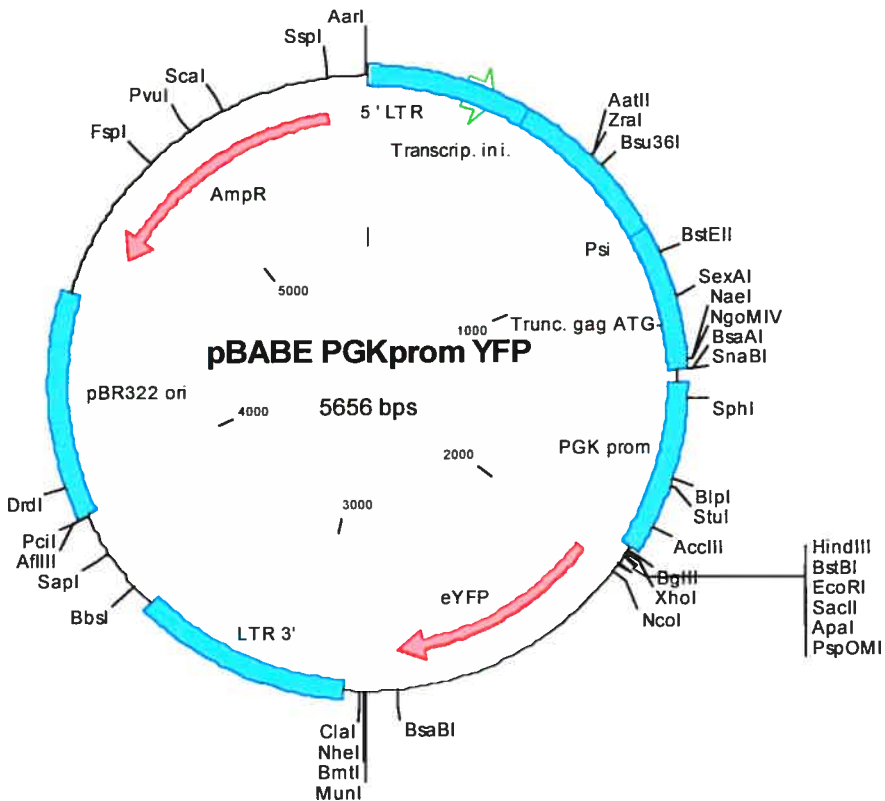 AarI
SspI
ScaI
PvuI
FspI
5' LTR
Transcrip. ini.
AatII
ZraI
Bsu36I
AmpR
Psi
BstEII
SexAI
NaeI
NgoMIV
BsaAI
SnaBI
5000
1000
Trunc. gag ATG
pBABE PGKprom YFP
5656 bps
pBR322 ori
4000
SphI
PGK prom
2000
BlpI
StuI
3000
DrdI
PciI
AflIII
SapI
BbsI
AccIII
BglII
XhoI
NcoI
HindIII
BstBI
EcoRI
SacII
ApaI
PspOMI
eYFP
LTR 3'
ClaI
NheI
BmtI
MunI
BsaBI